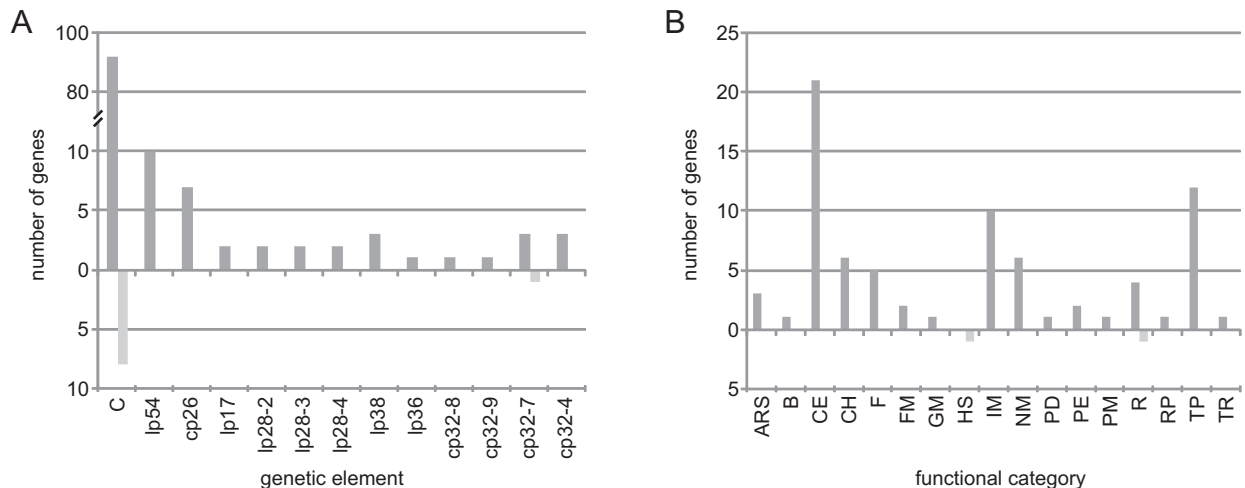 A
number of genes
100
80
10
5
0
5
10
C
lp54
cp26
lp17
lp28-2
lp28-3
lp28-4
lp38
lp36
cp32-8
cp32-9
cp32-7
cp32-4
genetic element
B
number of genes
25
20
15
10
5
0
5
ARS
B
CE
CH
F
FM
GM
HS
IM
NM
PD
PE
PM
R
RP
TP
TR
functional category